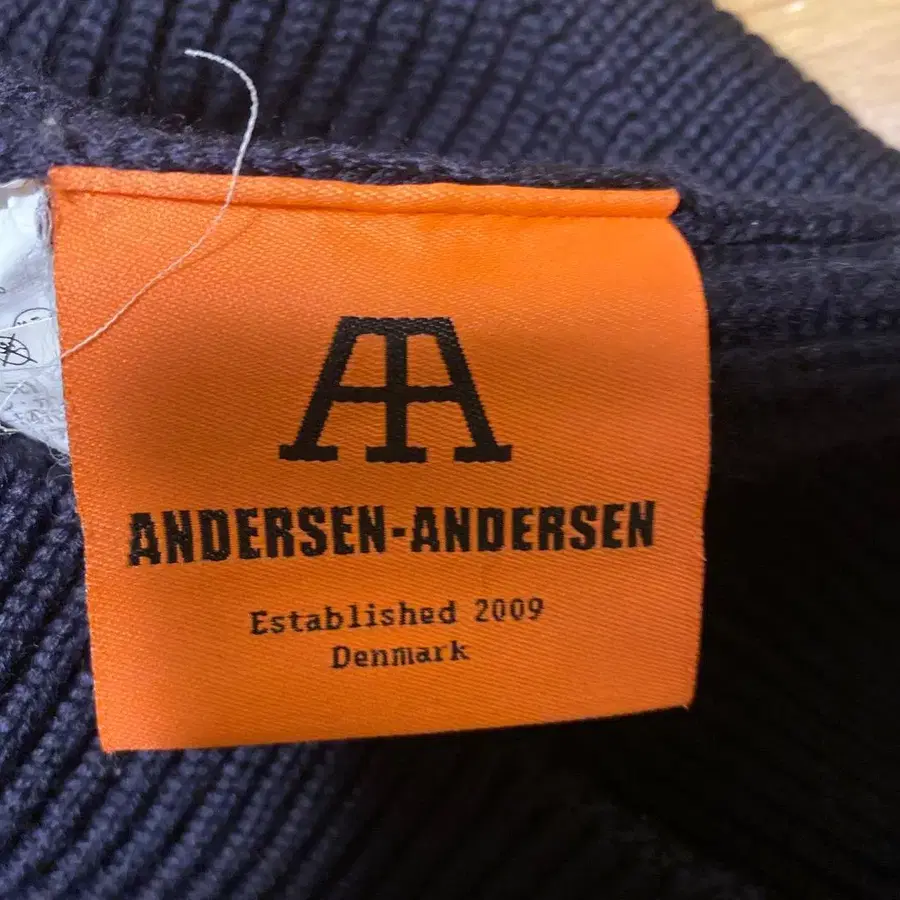 ANDERSEN-ANDERSEN
Established 2009
Denmark